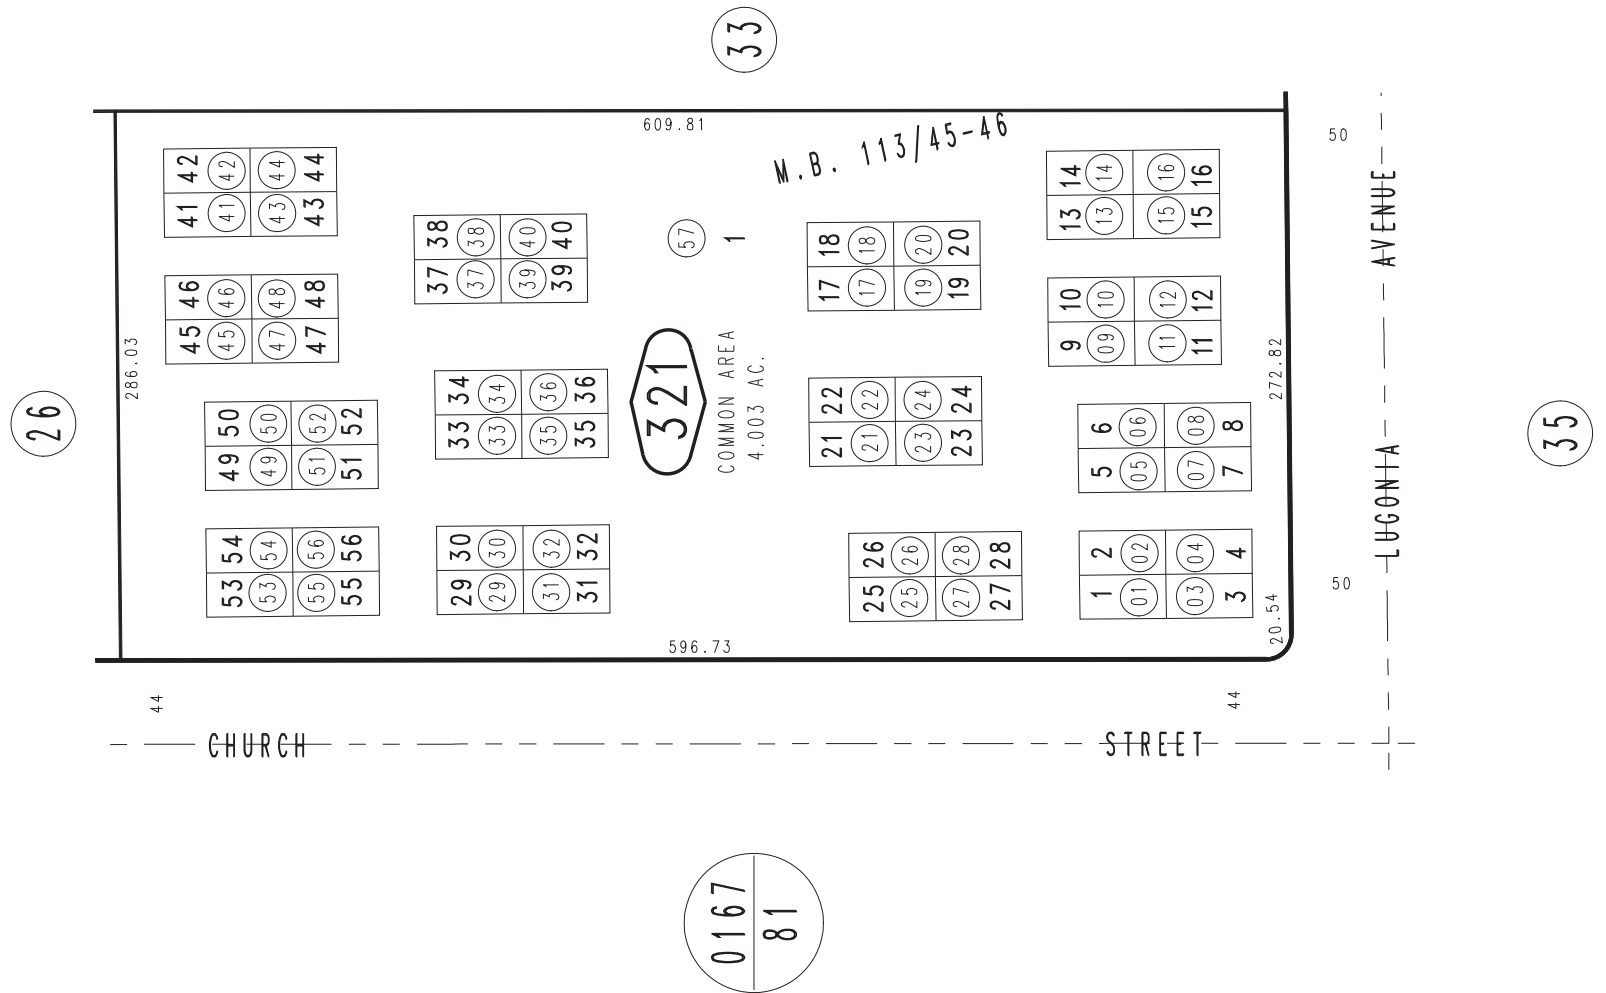 33
609.81
M.B. 113/45-46
50
42 42 44 44
41 41 43 43
14 14 16 16
13 13 15 15
LUGONIA AVENUE
38 38 40 40
37 37 39 39
57 1
18 18 20 20
17 17 19 19
46 46 48 48
45 45 47 47
10 10 12 12
9 09 11 11
286.03
272.82
26
321
COMMON AREA
4.003 AC.
34 34 36 36
33 33 35 35
22 22 24 24
21 21 23 23
50 50 52 52
49 49 51 51
6 06 08 8
5 05 07 7
35
54 54 56 56
53 53 55 55
30 30 32 32
29 29 31 31
26 26 28 28
25 25 27 27
2 02 04 4
1 01 03 3
50
20.54
596.73
44
44
CHURCH STREET
0167
81